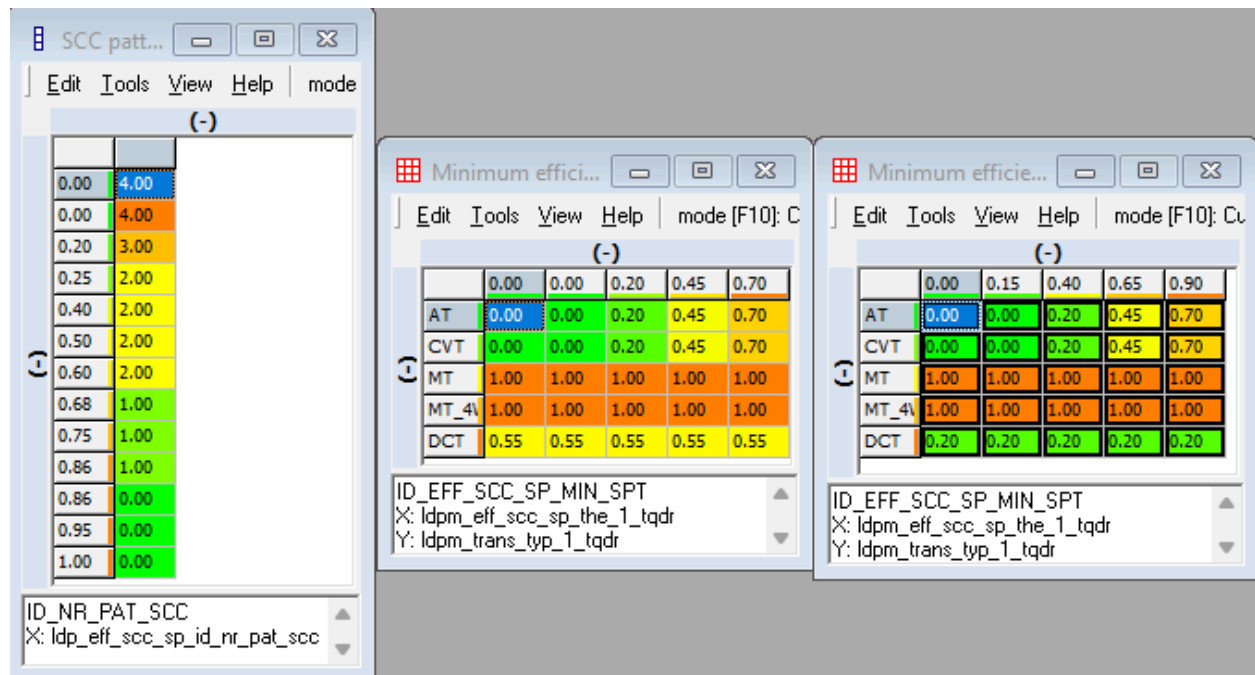 SCC patt...
Edit Tools View Help mode
(-)
0.00 4.00
0.00 4.00
0.20 3.00
0.25 2.00
0.40 2.00
0.50 2.00
(-) 0.60 2.00
0.68 1.00
0.75 1.00
0.86 1.00
0.86 0.00
0.95 0.00
1.00 0.00
ID_NR_PAT_SCC
X: ldp_eff_scc_sp_id_nr_pat_scc
Minimum effici...
Edit Tools View Help mode [F10]: C
(-)
0.00 0.00 0.20 0.45 0.70
AT 0.00 0.00 0.20 0.45 0.70
CVT 0.00 0.00 0.20 0.45 0.70
(-) MT 1.00 1.00 1.00 1.00 1.00
MT_4\ 1.00 1.00 1.00 1.00 1.00
DCT 0.55 0.55 0.55 0.55 0.55
ID_EFF_SCC_SP_MIN_SPT
X: ldpm_eff_scc_sp_the_1_tqdr
Y: ldpm_trans_typ_1_tqdr
Minimum efficie...
Edit Tools View Help mode [F10]: Cu
(-)
0.00 0.15 0.40 0.65 0.90
AT 0.00 0.00 0.20 0.45 0.70
CVT 0.00 0.00 0.20 0.45 0.70
(-) MT 1.00 1.00 1.00 1.00 1.00
MT_4\ 1.00 1.00 1.00 1.00 1.00
DCT 0.20 0.20 0.20 0.20 0.20
ID_EFF_SCC_SP_MIN_SPT
X: ldpm_eff_scc_sp_the_1_tqdr
Y: ldpm_trans_typ_1_tqdr